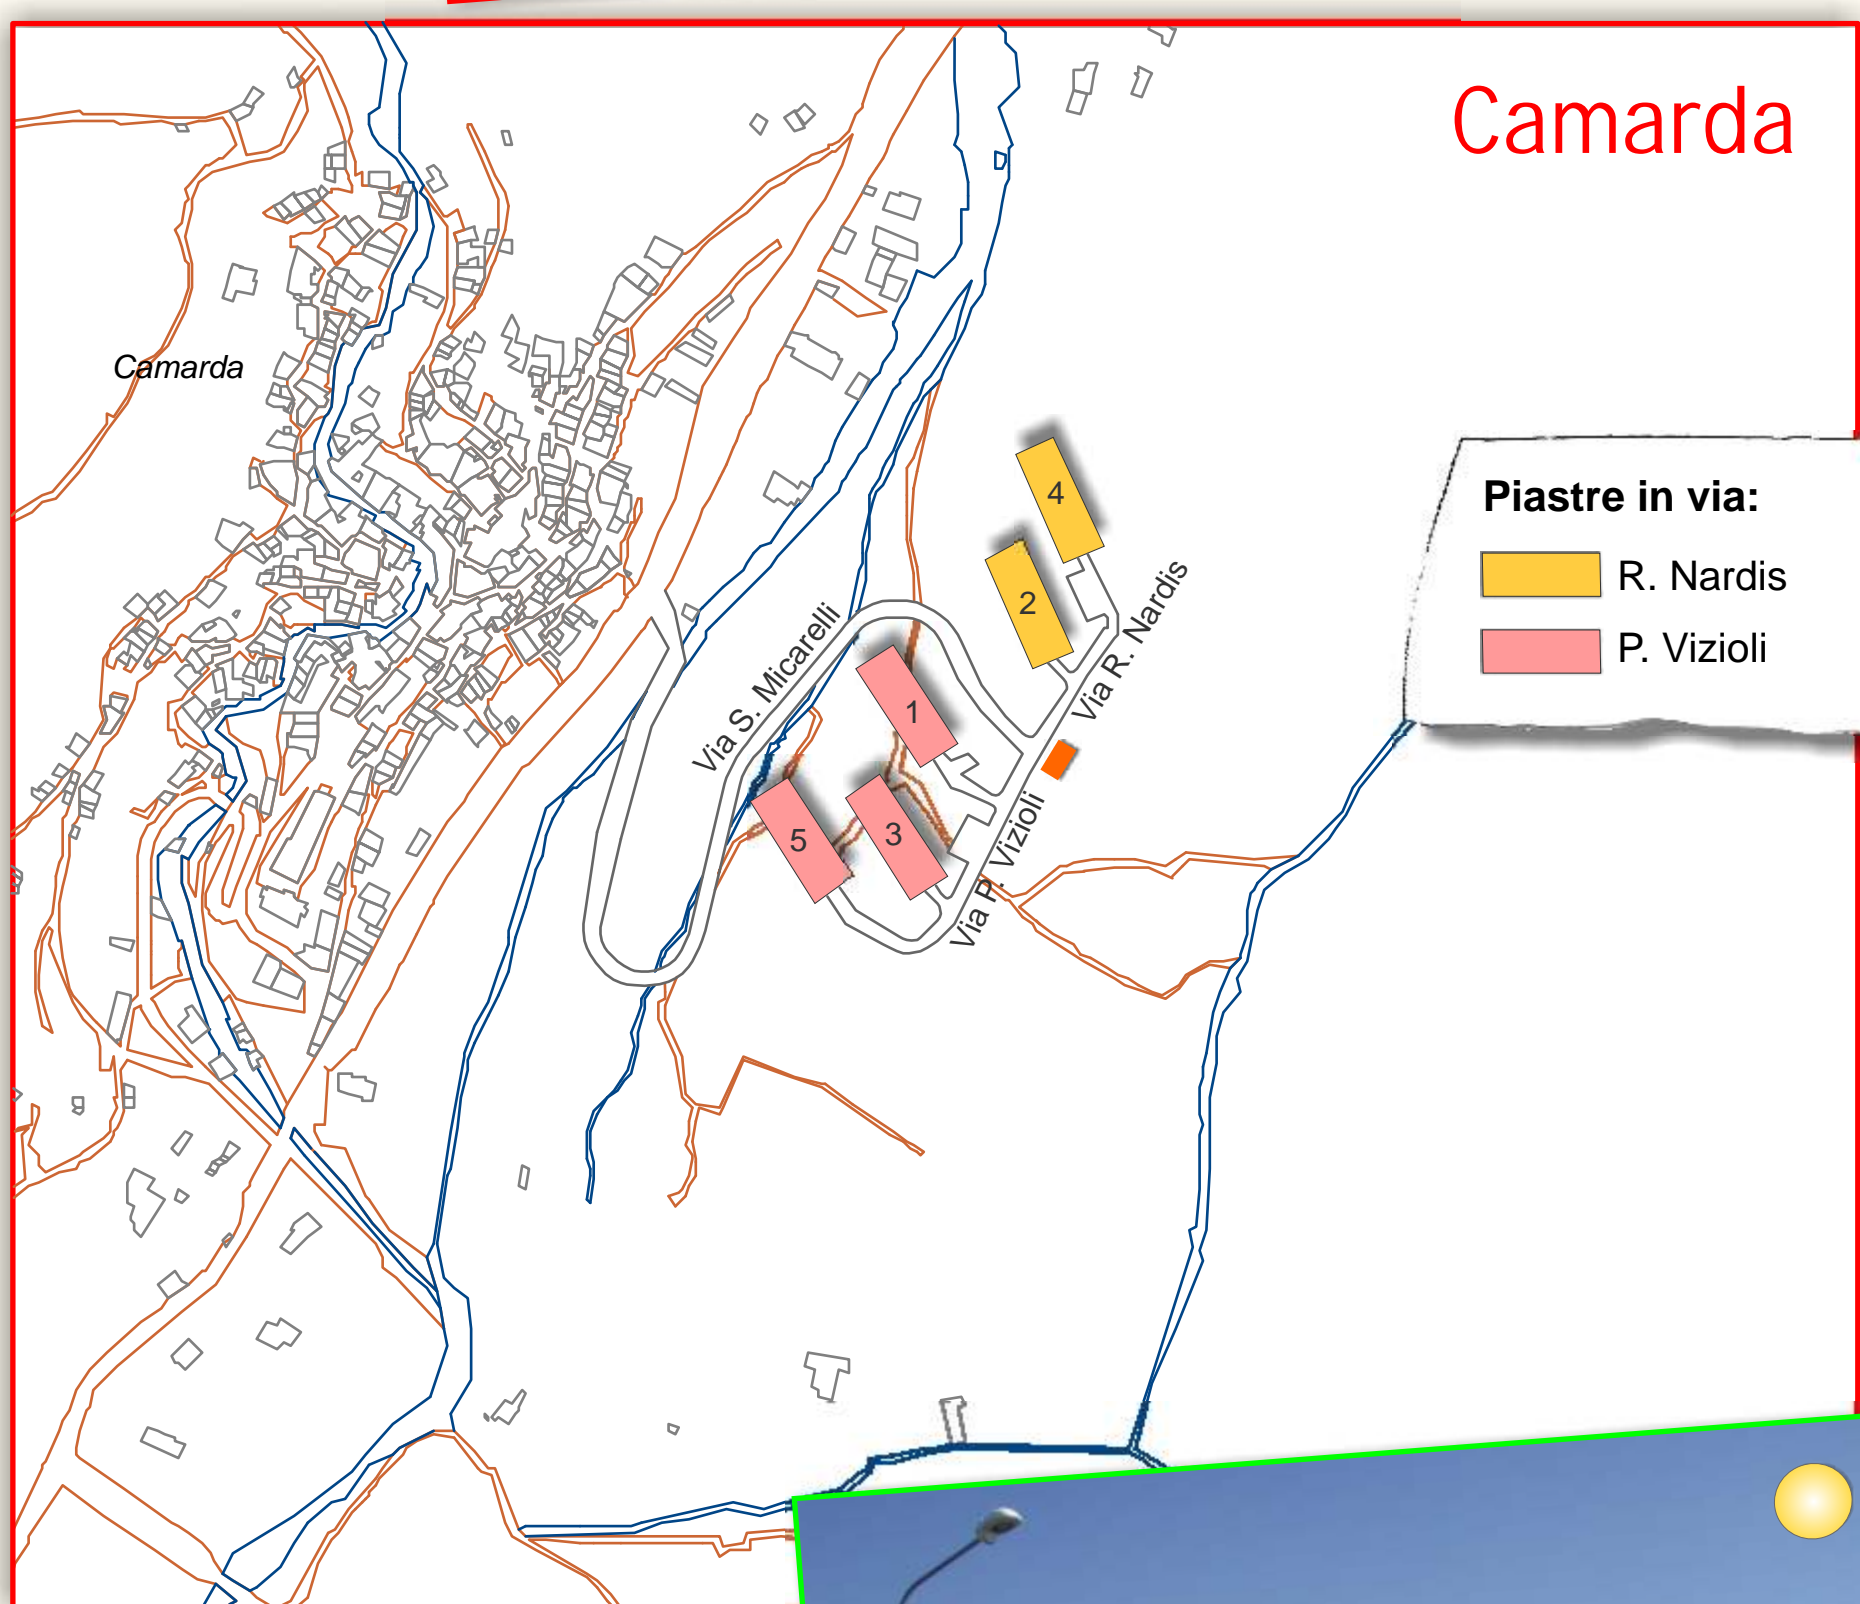 Camarda
Camarda
Piastre in via:
R. Nardis
P. Vizioli
4
2
1
3
5
Via S. Micarelli
Via R. Nardis
Via P. Vizioli